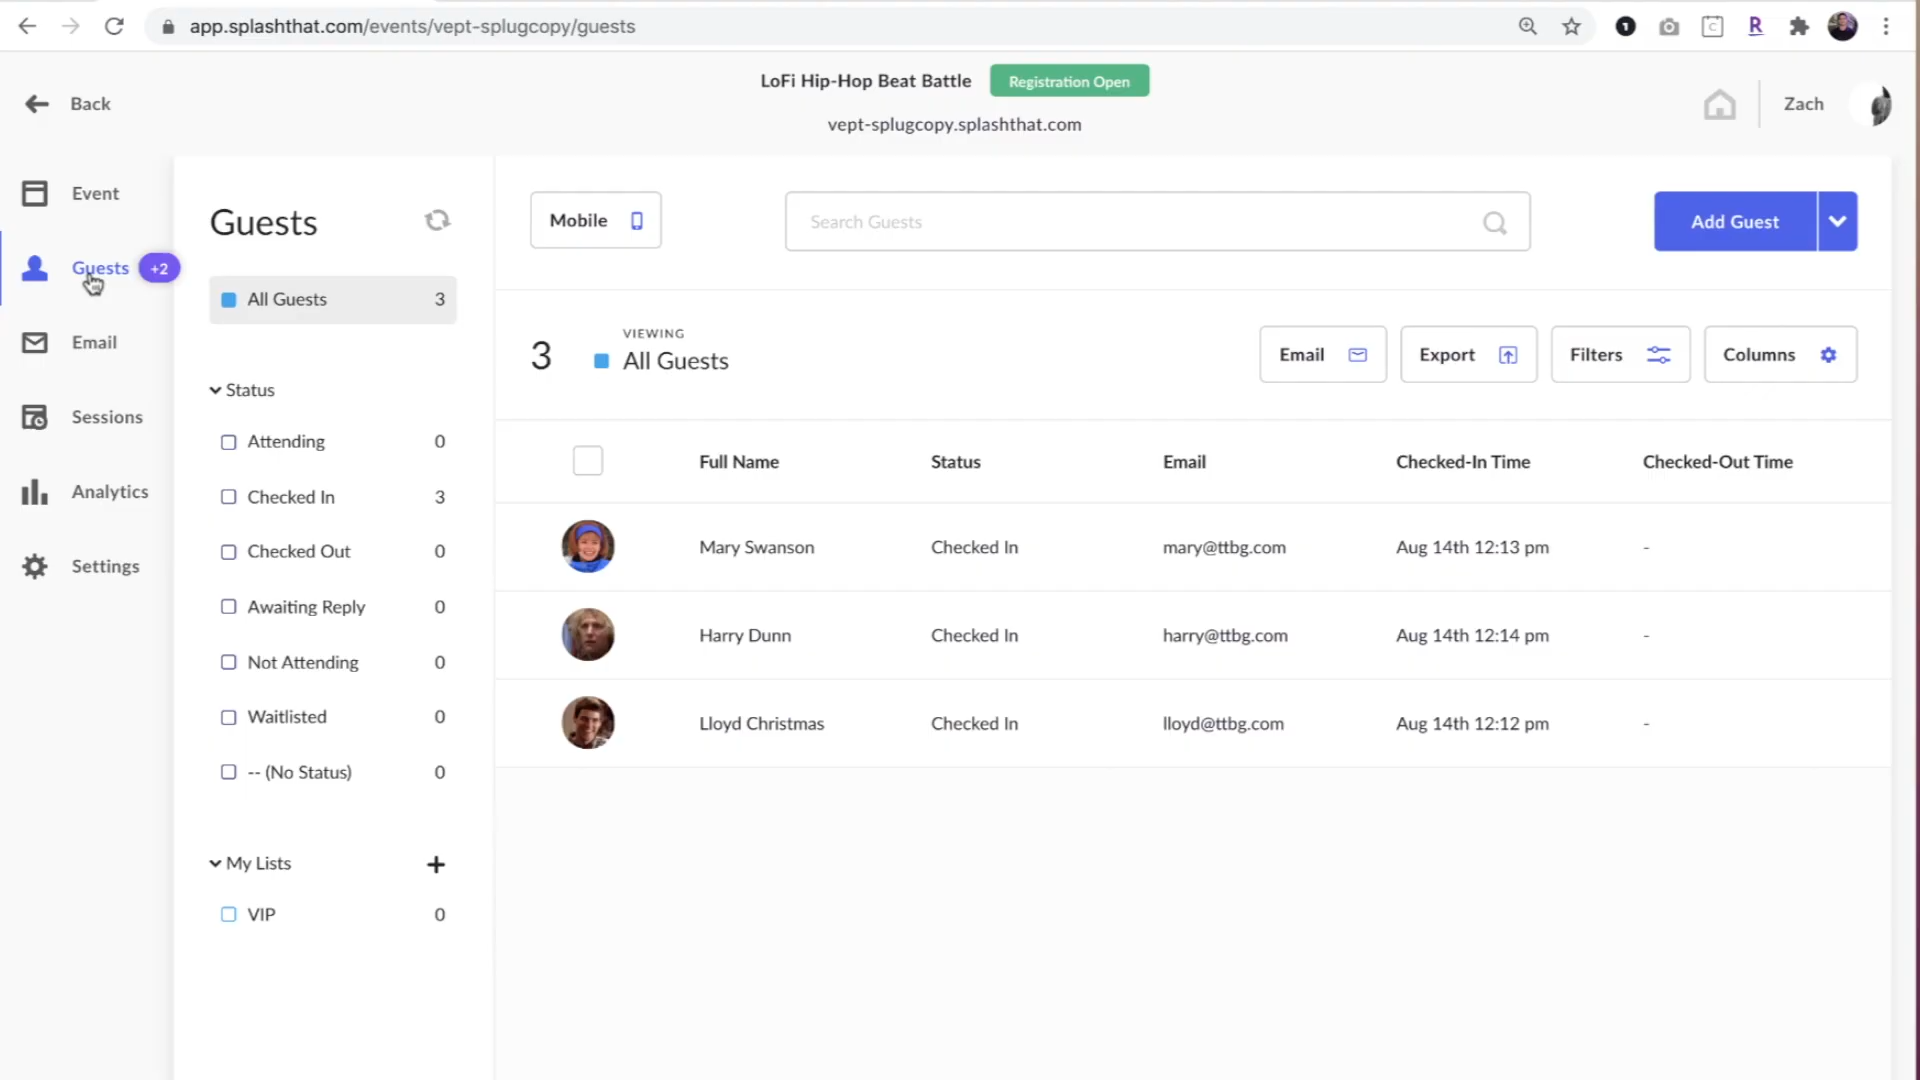 app.splashthat.com/events/vept-splugcopy/guests
LoFi Hip-Hop Beat Battle
Registration Open
Back
vept-splugcopy.splashthat.com
Zach
Event
Guests +2
Email
Sessions
Analytics
Settings
Guests
All Guests 3
Status
Attending 0
Checked In 3
Checked Out 0
Awaiting Reply 0
Not Attending 0
Waitlisted 0
-- (No Status) 0
My Lists +
VIP 0
Mobile
Search Guests
Add Guest
3
VIEWING
All Guests
Email
Export
Filters
Columns
Full Name Status Email Checked-In Time Checked-Out Time
Mary Swanson Checked In mary@ttbg.com Aug 14th 12:13 pm -
Harry Dunn Checked In harry@ttbg.com Aug 14th 12:14 pm -
Lloyd Christmas Checked In lloyd@ttbg.com Aug 14th 12:12 pm -